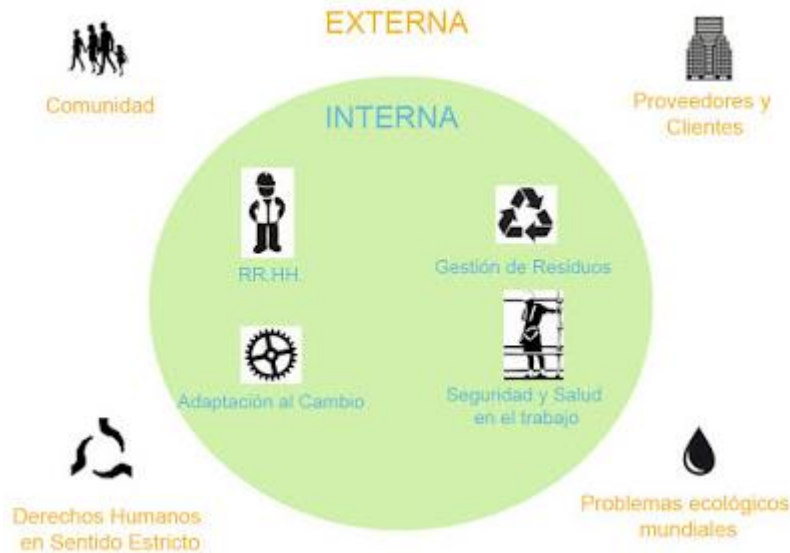 EXTERNA
Comunidad
Proveedores y
Clientes
INTERNA
RR.HH.
Gestión de Residuos
Adaptación al Cambio
Seguridad y Salud
en el trabajo
Derechos Humanos
en Sentido Estricto
Problemas ecológicos
mundiales